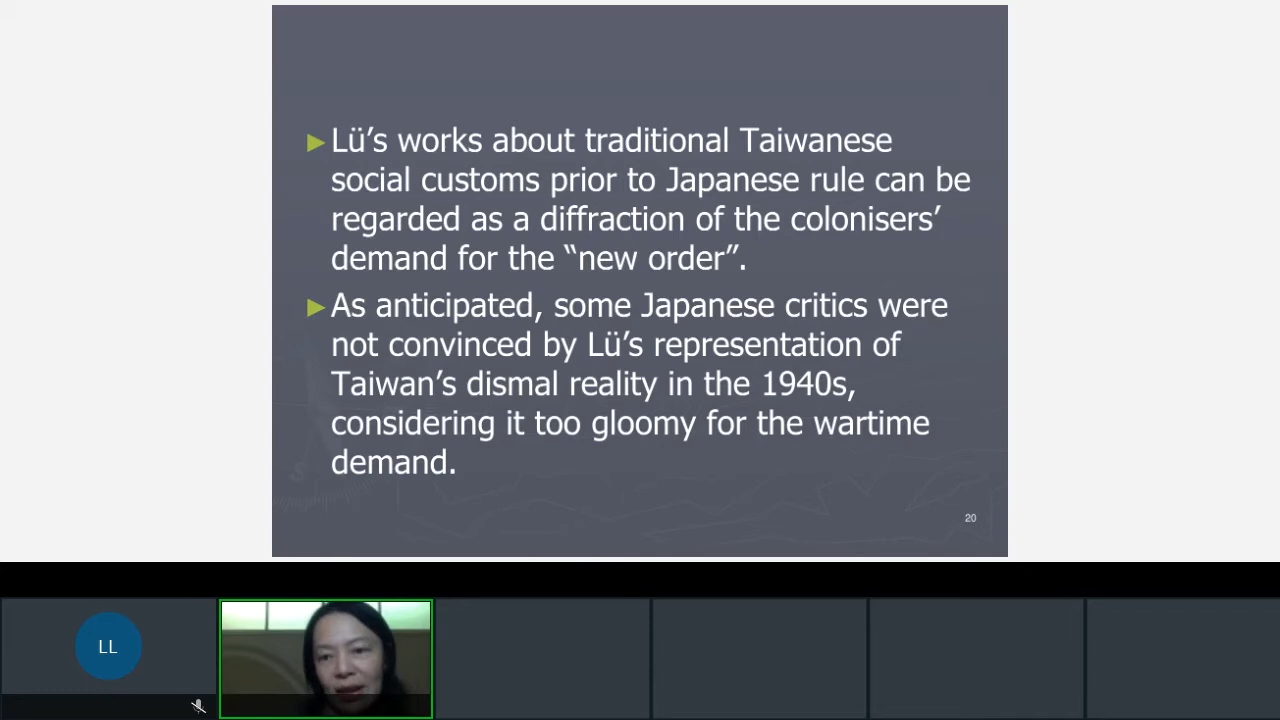 ►Lü’s works about traditional Taiwanese
social customs prior to Japanese rule can be
regarded as a diffraction of the colonisers’
demand for the “new order”.
►As anticipated, some Japanese critics were
not convinced by Lü’s representation of
Taiwan’s dismal reality in the 1940s,
considering it too gloomy for the wartime
demand.
20
LL